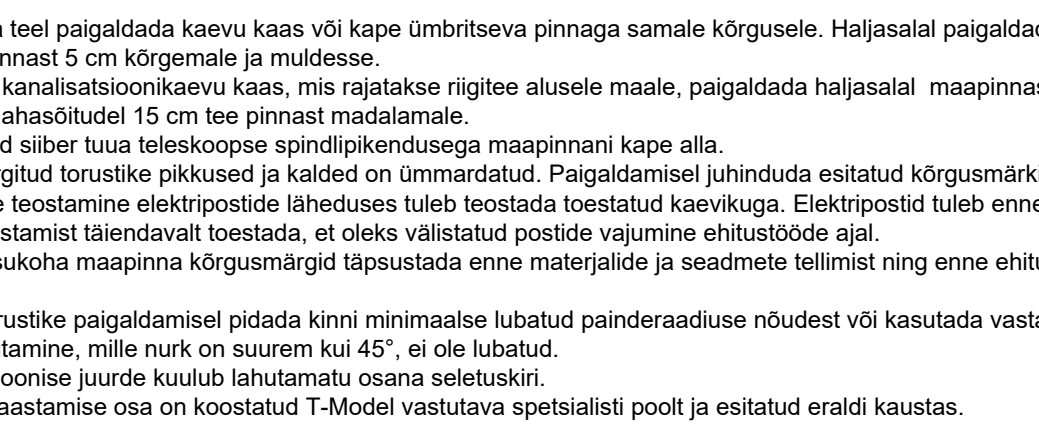 teel paigaldada kaevu kaas või kape ümbritseva pinnaga samale kõrgusele. Haljasalal paigaldad
nnast 5 cm kõrgemale ja muldesse.
kanalisatsioonikaevu kaas, mis rajatakse riigitee alusele maale, paigaldada haljasalal maapinnas
ahasõitudel 15 cm tee pinnast madalamale.
d siiber tuua teleskoopse spindlipikendusega maapinnani kape alla.
gitud torustike pikkused ja kalded on ümmardatud. Paigaldamisel juhinduda esitatud kõrgusmärki
e teostamine elektripostide läheduses tuleb teostada toestatud kaevikuga. Elektripostid tuleb enne
stamist täiendavalt toestada, et oleks välistatud postide vajumine ehitustööde ajal.
sukoha maapinna kõrgusmärgid täpsustada enne materjalide ja seadmete tellimist ning enne ehitu
rustike paigaldamisel pidada kinni minimaalse lubatud painderaadiuse nõudest või kasutada vasta
tamine, mille nurk on suurem kui 45°, ei ole lubatud.
oonise juurde kuulub lahutamatu osana seletuskiri.
aastamise osa on koostatud T-Model vastutava spetsialisti poolt ja esitatud eraldi kaustas.